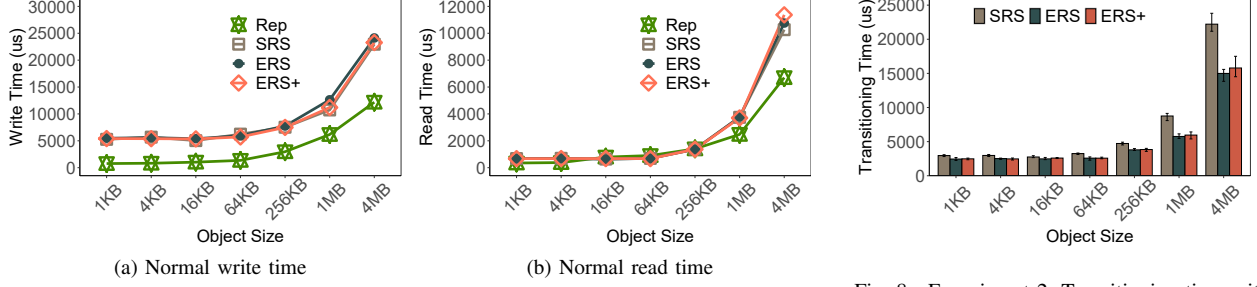 30000
25000
20000
15000
10000
5000
0
Write Time (us)
Rep
SRS
ERS
ERS+
1KB
4KB
16KB
64KB
256KB
1MB
4MB
Object Size
(a) Normal write time
12000
10000
8000
6000
4000
2000
0
Read Time (us)
Rep
SRS
ERS
ERS+
1KB
4KB
16KB
64KB
256KB
1MB
4MB
Object Size
(b) Normal read time
25000
20000
15000
10000
5000
0
Transitioning Time (us)
SRS ERS ERS+
1KB
4KB
16KB
64KB
256KB
1MB
4MB
Object Size